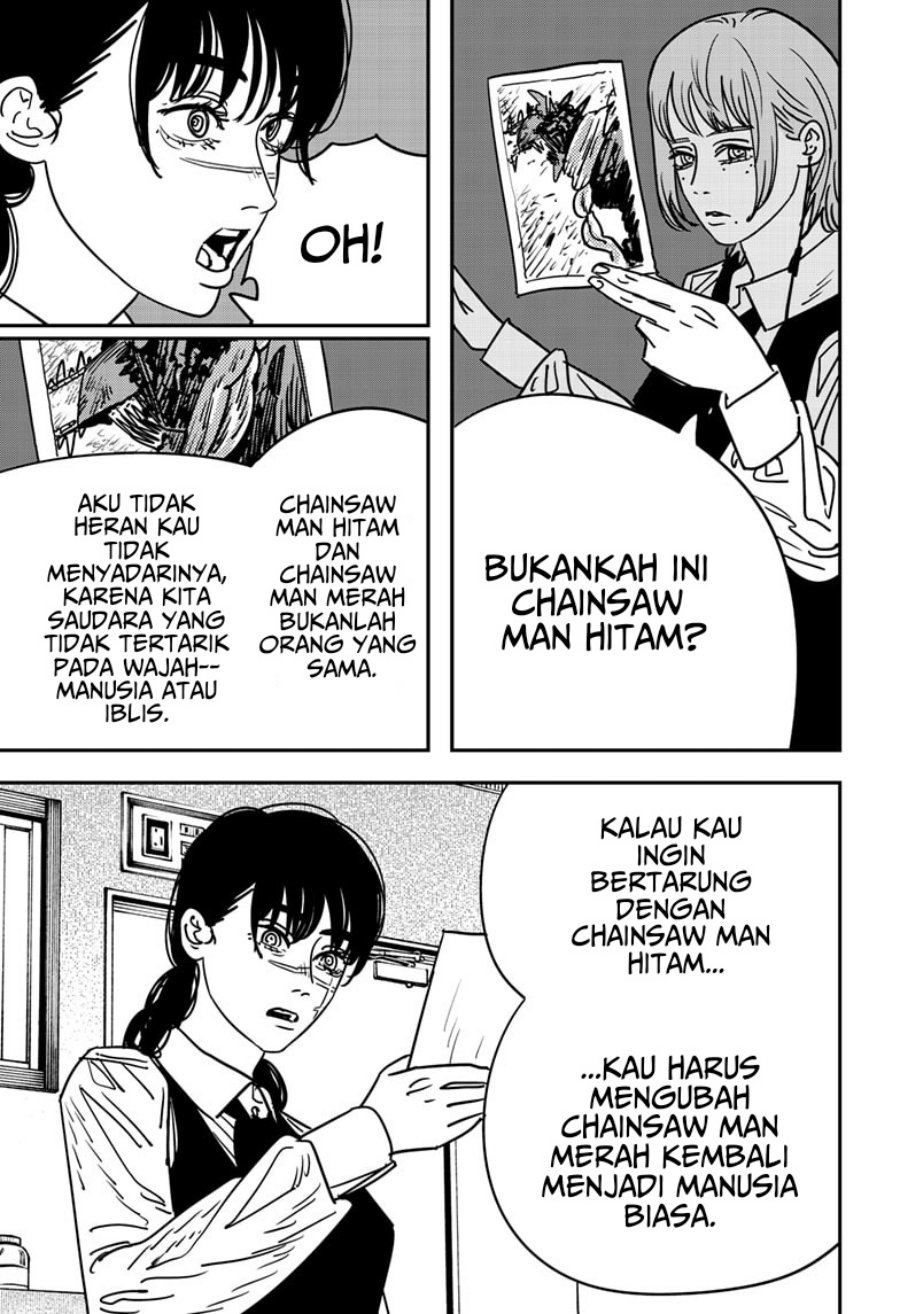 BUKANKAH INI
CHAINSAW
MAN HITAM?
OH!
CHAINSAW
MAN HITAM
DAN
CHAINSAW
MAN MERAH
BUKANLAH
ORANG YANG
SAMA.
AKU TIDAK
HERAN KAU
TIDAK
MENYADARINYA,
KARENA KITA
SAUDARA YANG
TIDAK TERTARIK
PADA WAJAH--
MANUSIA ATAU
IBLIS.
KALAU KAU
INGIN
BERTARUNG
DENGAN
CHAINSAW MAN
HITAM...
...KAU HARUS
MENGUBAH
CHAINSAW MAN
MERAH KEMBALI
MENJADI MANUSIA
BIASA.